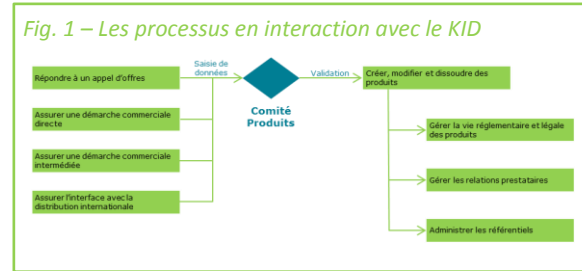 Fig. 1 – Les processus en interaction avec le KID
Répondre à un appel d'offres
Saisie de
données
Validation
Créer, modifier et dissoudre des
produits
Comité
Produits
Assurer une démarche commerciale
directe
Gérer la vie réglementaire et légale
des produits
Assurer une démarche commerciale
intermédiée
Gérer les relations prestataires
Assurer l'interface avec la
distribution internationale
Administrer les référentiels